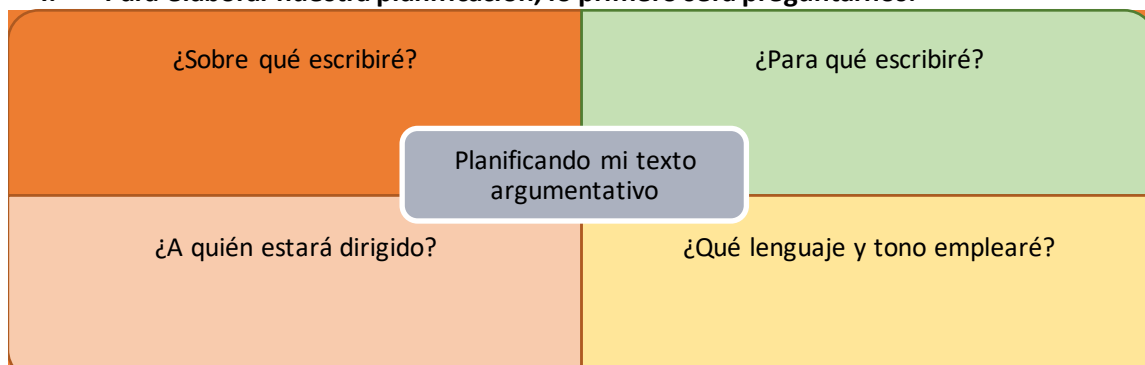 Para elaborar nuestra planificación, lo primero será preguntarnos:
¿Sobre qué escribiré?
¿Para qué escribiré?
Planificando mi texto
argumentativo
¿A quién estará dirigido?
¿Qué lenguaje y tono emplearé?